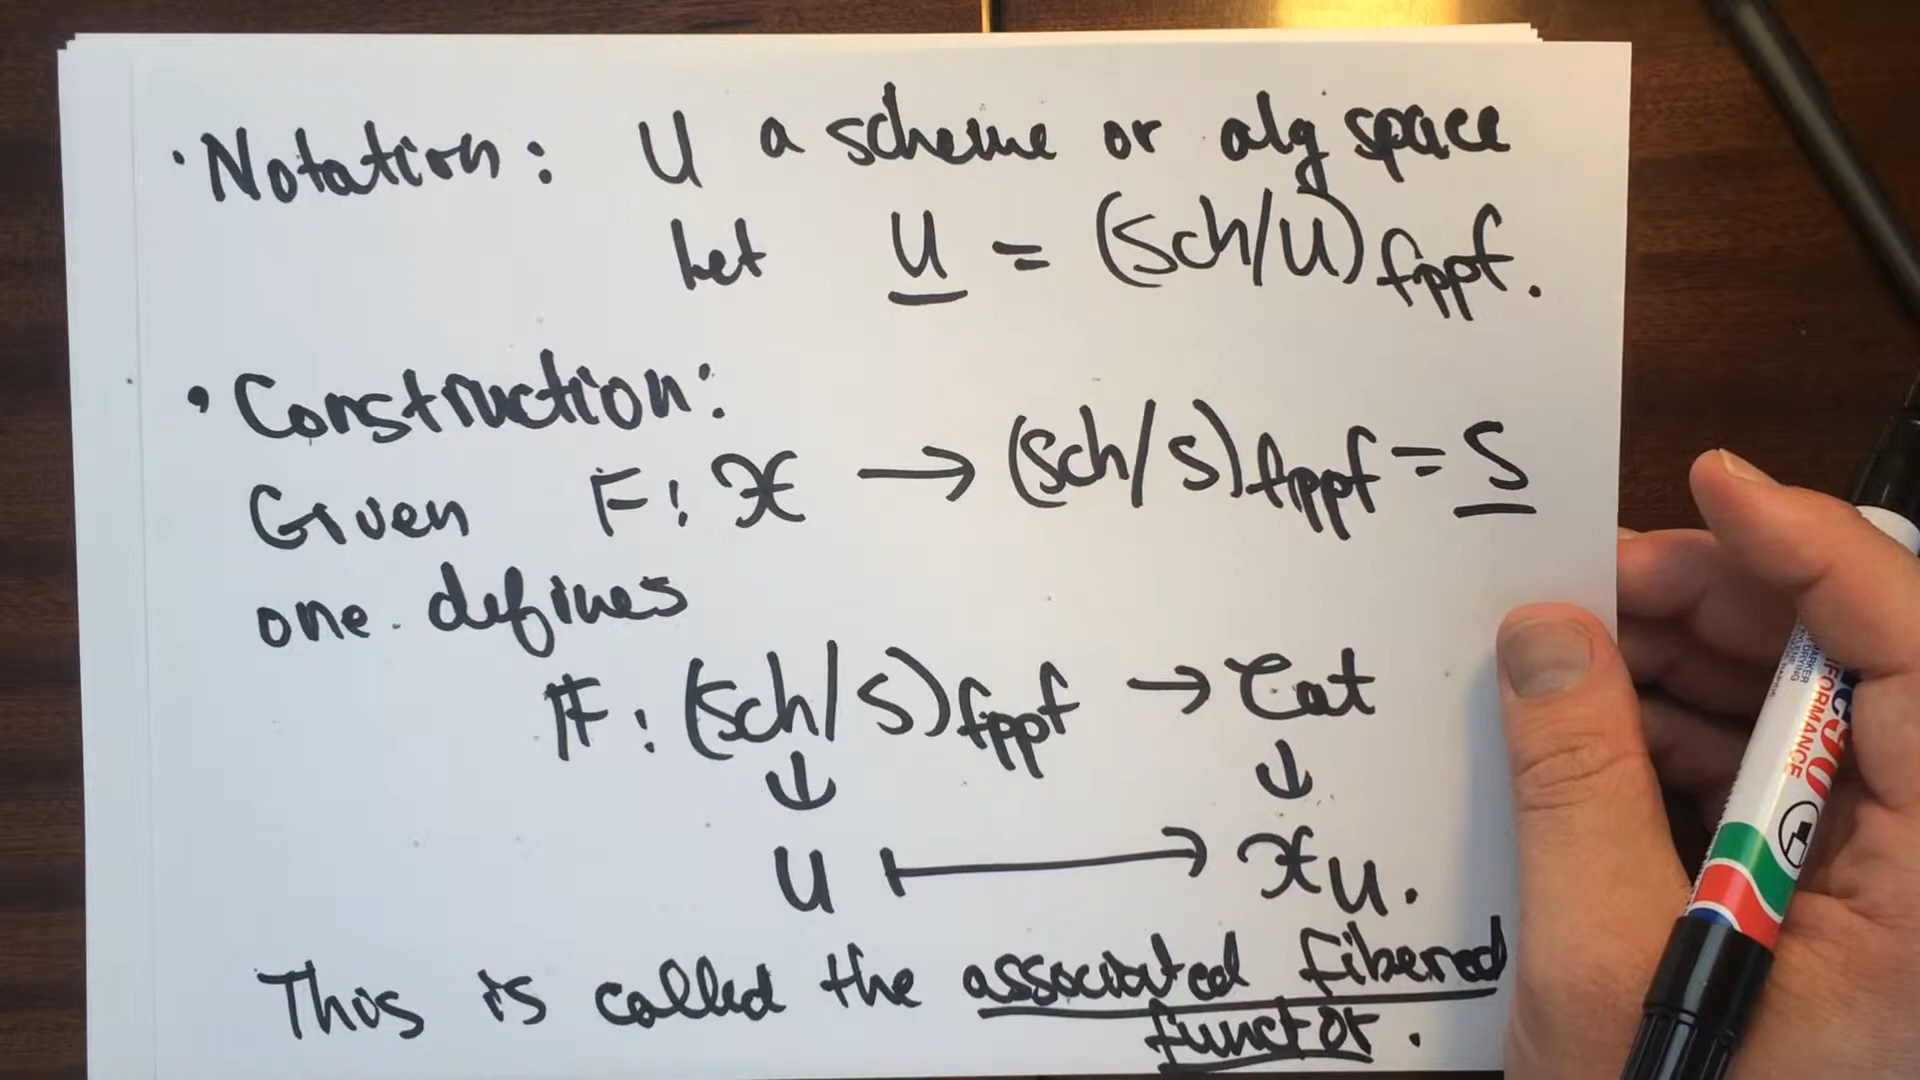 · Notation: U a scheme or alg space
Let U = (Sch/U)fppf.
· Construction:
Given F: 𝒳 → (Sch/S)fppf = S
one defines
𝔽: (Sch/S)fppf → Cat
↓ ↓
U ↦ 𝒳U.
This is called the associated fibered
functor.
FORMANCE